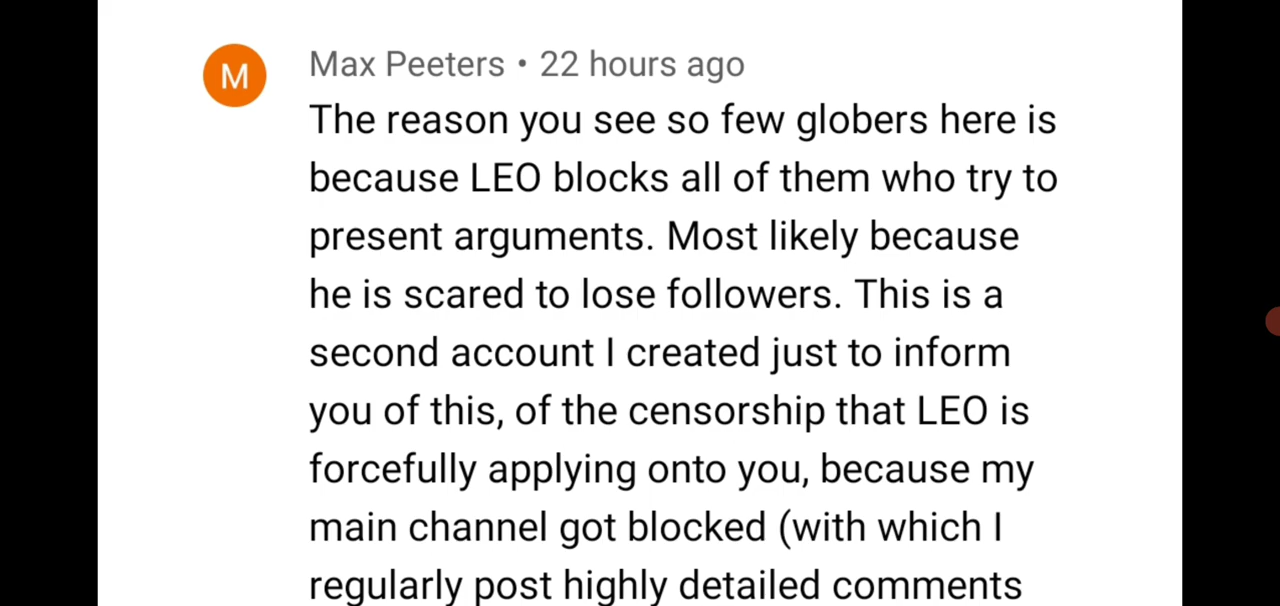 M
Max Peeters • 22 hours ago
The reason you see so few globers here is
because LEO blocks all of them who try to
present arguments. Most likely because
he is scared to lose followers. This is a
second account I created just to inform
you of this, of the censorship that LEO is
forcefully applying onto you, because my
main channel got blocked (with which I
regularly post highly detailed comments